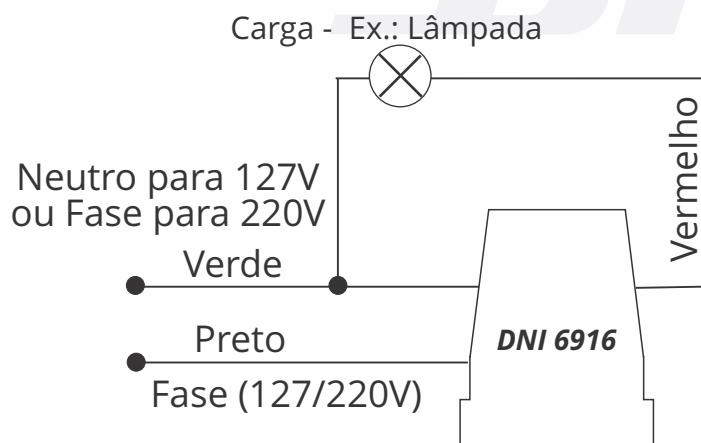 Carga -  Ex.: Lâmpada
Vermelho
Neutro para 127V
ou Fase para 220V
Verde
Preto
DNI 6916
Fase (127/220V)